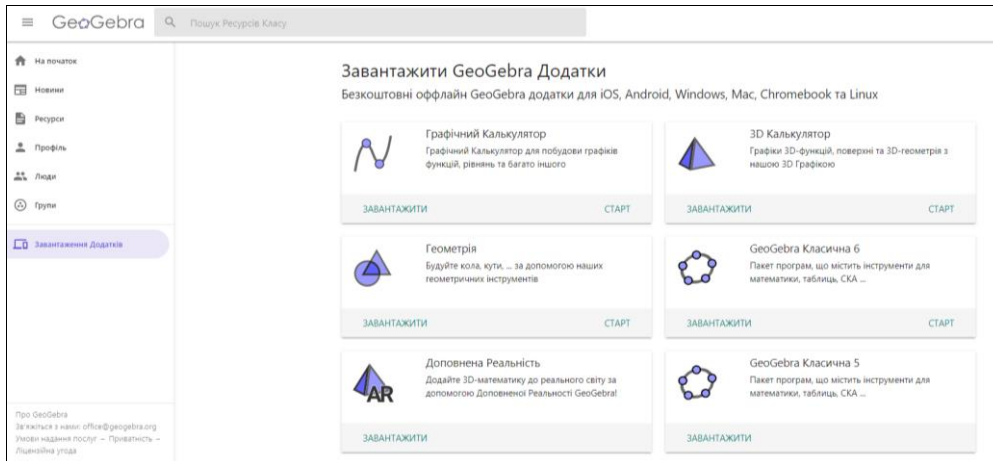 GeoGebra
Пошук Ресурсів Класу
На початок
Новини
Ресурси
Профіль
Люди
Групи
Завантаження Додатків
Про GeoGebra
Зв'яжіться з нами: office@geogebra.org
Умови надання послуг – Приватність –
Ліцензійна угода
Завантажити GeoGebra Додатки
Безкоштовні оффлайн GeoGebra додатки для iOS, Android, Windows, Mac, Chromebook та Linux
Графічний Калькулятор
Графічний Калькулятор для побудови графіків
функцій, рівнянь та багато іншого
ЗАВАНТАЖИТИ
СТАРТ
3D Калькулятор
Графіки 3D-функцій, поверхні та 3D-геометрія з
нашою 3D Графікою
ЗАВАНТАЖИТИ
СТАРТ
Геометрія
Будуйте кола, кути, ... за допомогою наших
геометричних інструментів
ЗАВАНТАЖИТИ
СТАРТ
GeoGebra Класична 6
Пакет програм, що містить інструменти для
математики, таблиць, СКА ...
ЗАВАНТАЖИТИ
СТАРТ
AR
Доповнена Реальність
Додайте 3D-математику до реального світу за
допомогою Доповненої Реальності GeoGebra!
ЗАВАНТАЖИТИ
GeoGebra Класична 5
Пакет програм, що містить інструменти для
математики, таблиць, СКА ...
ЗАВАНТАЖИТИ